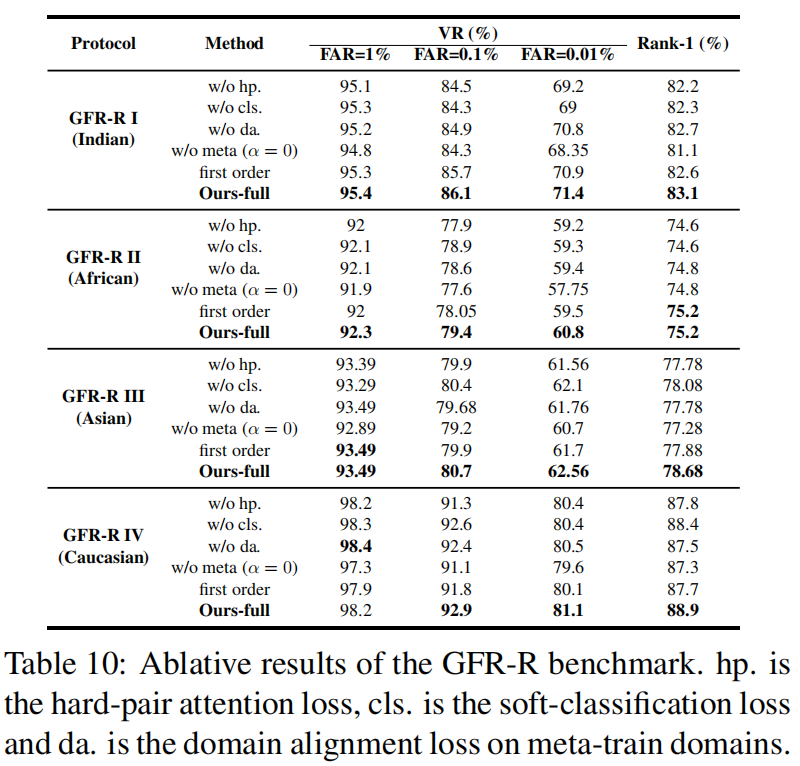 Protocol Method VR (%) Rank-1 (%)
FAR=1% FAR=0.1% FAR=0.01%
GFR-R I
(Indian)
w/o hp. 95.1 84.5 69.2 82.2
w/o cls. 95.3 84.3 69 82.3
w/o da. 95.2 84.9 70.8 82.7
w/o meta (α = 0) 94.8 84.3 68.35 81.1
first order 95.3 85.7 70.9 82.6
Ours-full 95.4 86.1 71.4 83.1
GFR-R II
(African)
w/o hp. 92 77.9 59.2 74.6
w/o cls. 92.1 78.9 59.3 74.6
w/o da. 92.1 78.6 59.4 74.8
w/o meta (α = 0) 91.9 77.6 57.75 74.8
first order 92 78.05 59.5 75.2
Ours-full 92.3 79.4 60.8 75.2
GFR-R III
(Asian)
w/o hp. 93.39 79.9 61.56 77.78
w/o cls. 93.29 80.4 62.1 78.08
w/o da. 93.49 79.68 61.76 77.78
w/o meta (α = 0) 92.89 79.2 60.7 77.28
first order 93.49 79.9 61.7 77.88
Ours-full 93.49 80.7 62.56 78.68
GFR-R IV
(Caucasian)
w/o hp. 98.2 91.3 80.4 87.8
w/o cls. 98.3 92.6 80.4 88.4
w/o da. 98.4 92.4 80.5 87.5
w/o meta (α = 0) 97.3 91.1 79.6 87.3
first order 97.9 91.8 80.1 87.7
Ours-full 98.2 92.9 81.1 88.9
Table 10: Ablative results of the GFR-R benchmark. hp. is
the hard-pair attention loss, cls. is the soft-classification loss
and da. is the domain alignment loss on meta-train domains.